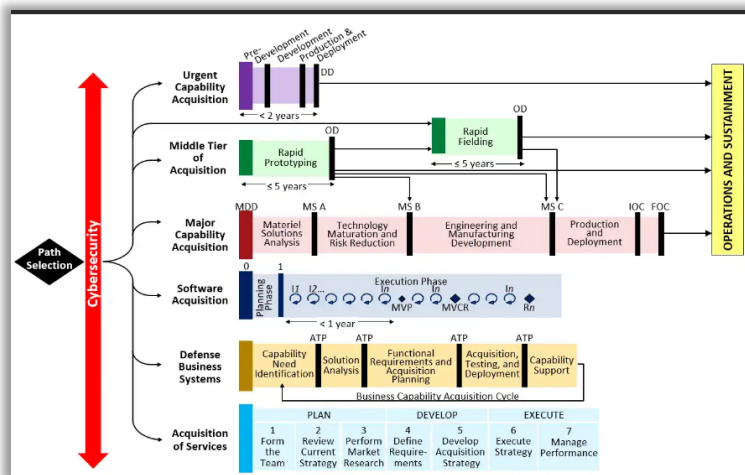 Pre-
Development
Development
Production &
Deployment
Urgent
Capability
Acquisition
DD
< 2 years
Middle Tier
of
Acquisition
Rapid
Prototyping
OD
≤ 5 years
Rapid
Fielding
OD
≤ 5 years
Major
Capability
Acquisition
MDD
Materiel
Solutions
Analysis
MS A
Technology
Maturation and
Risk Reduction
MS B
Engineering and
Manufacturing
Development
MS C
Production
and
Deployment
IOC
FOC
OPERATIONS AND SUSTAINMENT
Path
Selection
Cybersecurity
Software
Acquisition
0
Planning
Phase
1
Execution Phase
I1
I2...
In
In
In
MVP
MVCR
Rn
< 1 year
Defense
Business
Systems
Capability
Need
Identification
ATP
Solution
Analysis
ATP
Functional
Requirements and
Acquisition
Planning
ATP
Acquisition,
Testing, and
Deployment
ATP
Capability
Support
Business Capability Acquisition Cycle
Acquisition
of Services
PLAN
DEVELOP
EXECUTE
1
Form
the
Team
2
Review
Current
Strategy
3
Perform
Market
Research
4
Define
Require-
ments
5
Develop
Acquisition
Strategy
6
Execute
Strategy
7
Manage
Performance